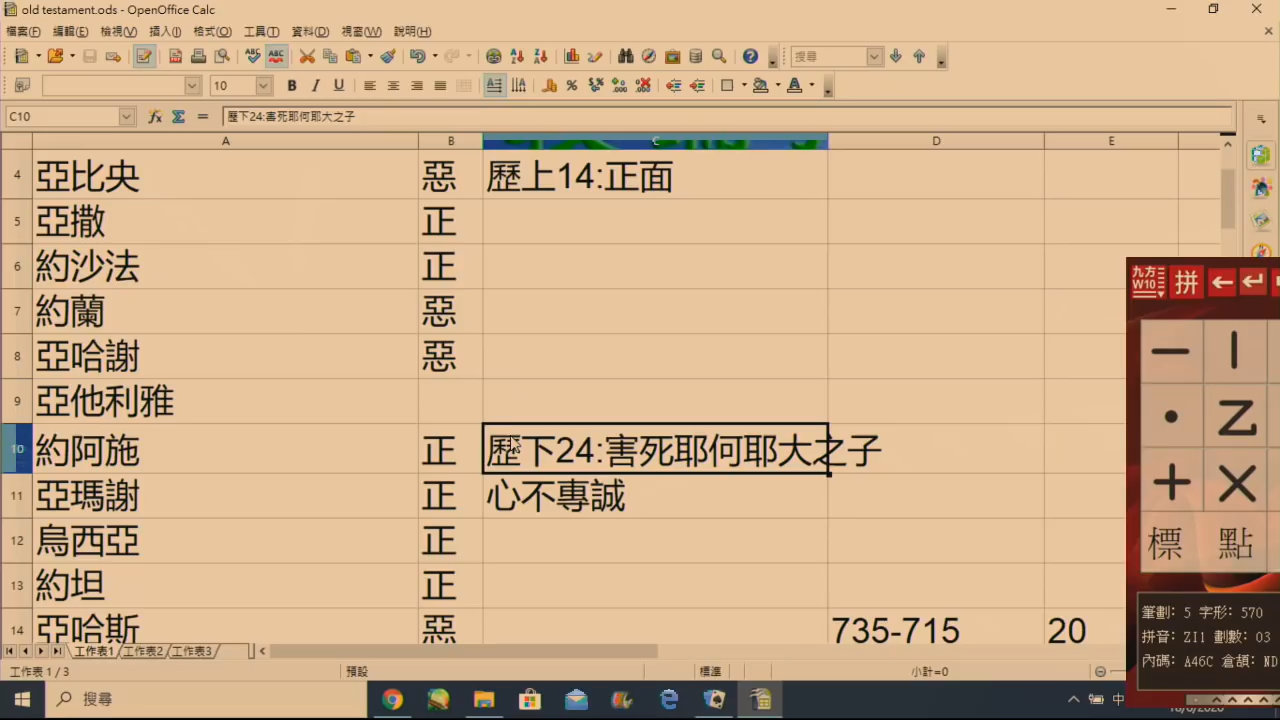 old testament.ods - OpenOffice Calc
檔案(F) 編輯(E) 檢視(V) 插入(I) 格式(O) 工具(T) 資料(D) 視窗(W) 說明(H)
搜尋
10
C10 歷下24:害死耶何耶大之子
A B C D E
4 亞比央 惡 歷上14:正面
5 亞撒 正
6 約沙法 正
7 約蘭 惡
8 亞哈謝 惡
9 亞他利雅
10 約阿施 正 歷下24:害死耶何耶大之子
11 亞瑪謝 正 心不專誠
12 烏西亞 正
13 約坦 正
14 亞哈斯 惡 735-715 20
工作表1 工作表2 工作表3
工作表 1 / 3 預設 標準 小計=0
搜尋 中
九方 W10 拼
標 點
筆劃: 5 字形: 570
拼音: ZI1 劃數: 03
內碼: A46C 倉頡: ND